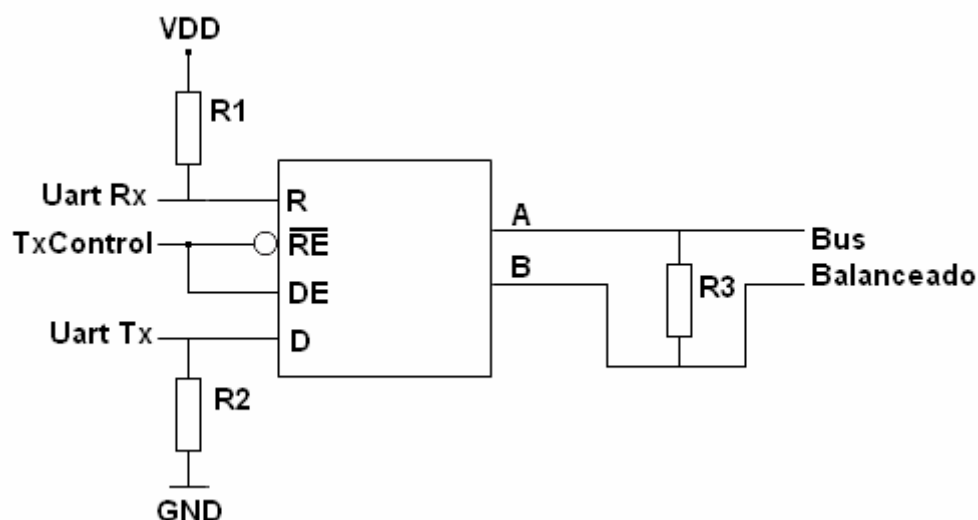 VDD
R1
Uart Rx
R
TxControl
RE
DE
Uart Tx
D
R2
GND
A
B
R3
Bus
Balanceado